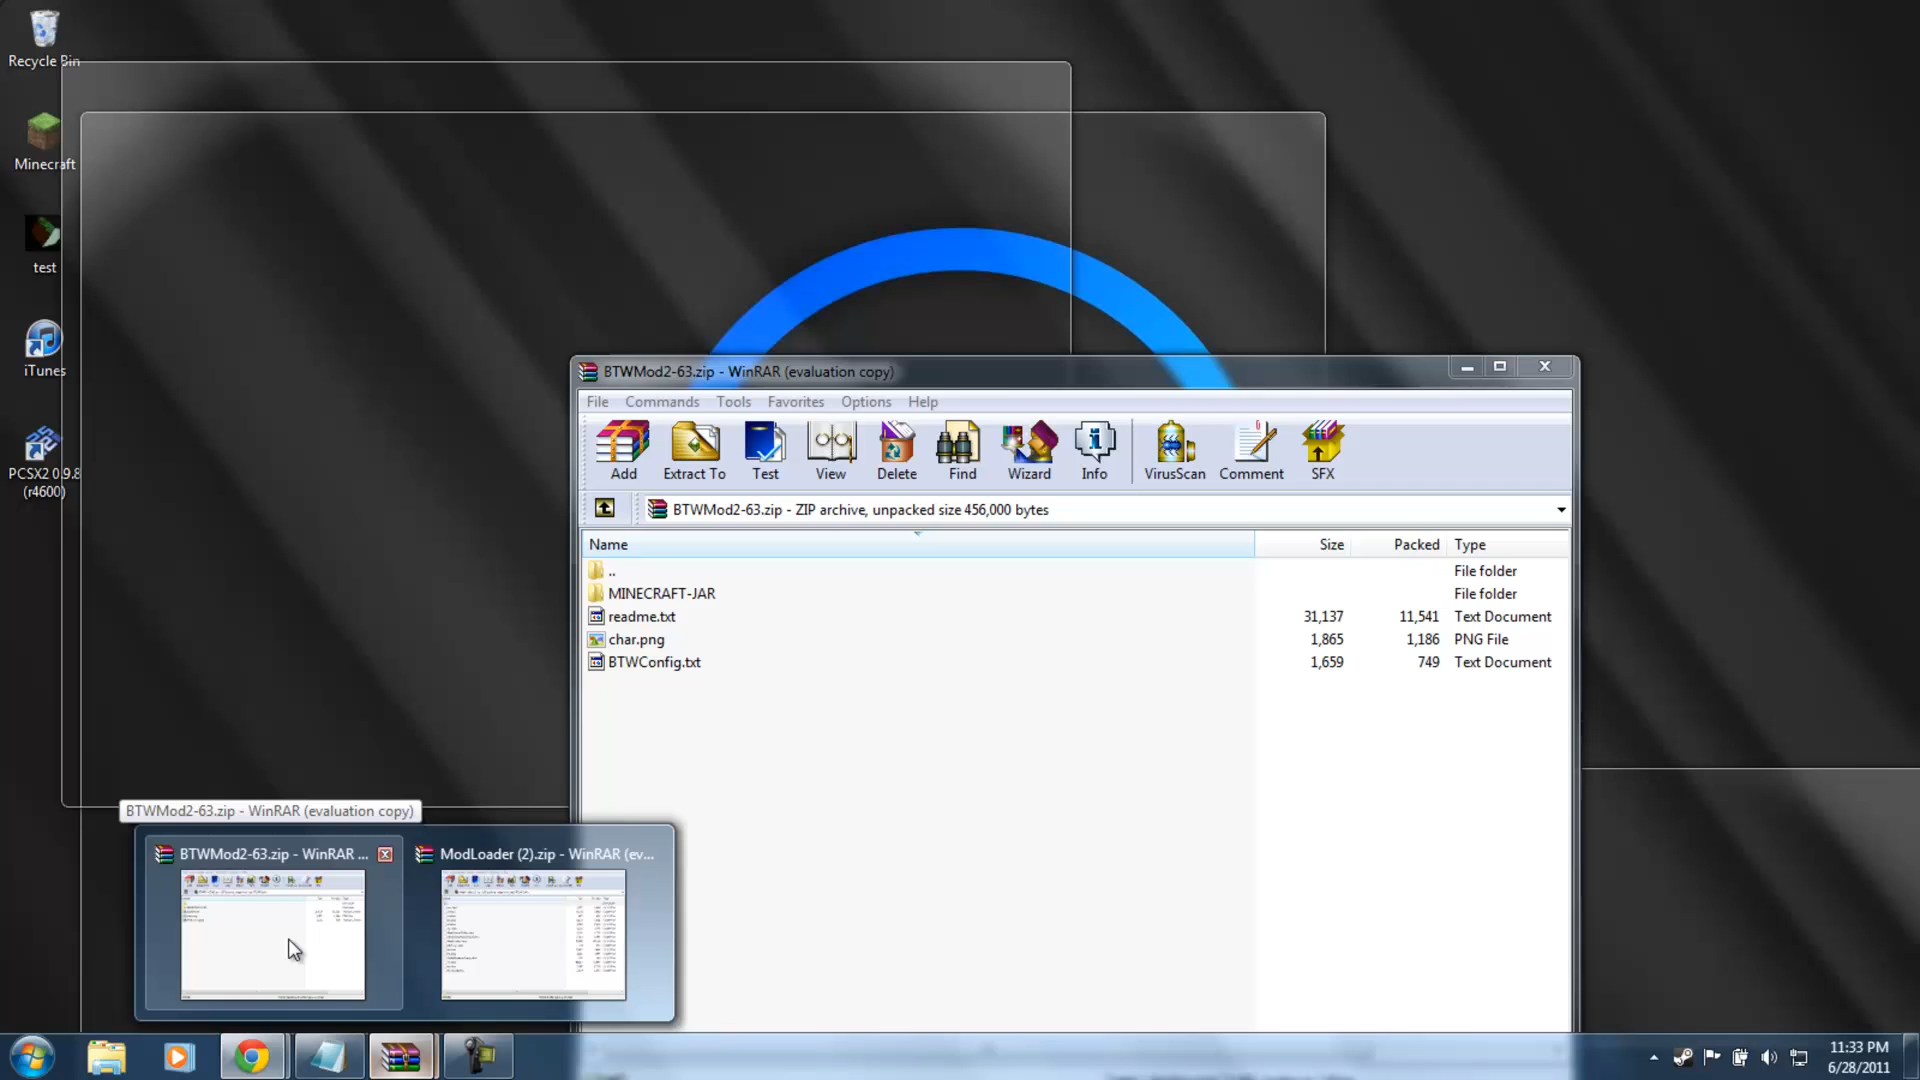 Recycle Bin
Minecraft
test
iTunes
PCSX2 0.9.8
(r4600)
BTWMod2-63.zip - WinRAR (evaluation copy)
File Commands Tools Favorites Options Help
Add Extract To Test View Delete Find Wizard Info VirusScan Comment SFX
BTWMod2-63.zip - ZIP archive, unpacked size 456,000 bytes
Name Size Packed Type
.. File folder
MINECRAFT-JAR File folder
readme.txt 31,137 11,541 Text Document
char.png 1,865 1,186 PNG File
BTWConfig.txt 1,659 749 Text Document
BTWMod2-63.zip - WinRAR (evaluation copy)
BTWMod2-63.zip - WinRAR ... ModLoader (2).zip - WinRAR (ev...
11:33 PM
6/28/2011